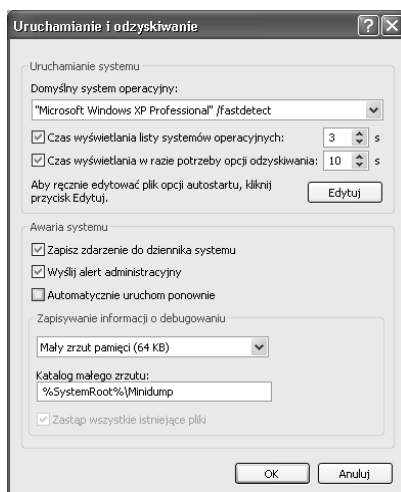 Uruchamianie i odzyskiwanie
Uruchamianie systemu
Domyślny system operacyjny:
"Microsoft Windows XP Professional" /fastdetect
Czas wyświetlania listy systemów operacyjnych: 3 s
Czas wyświetlania w razie potrzeby opcji odzyskiwania: 10 s
Aby ręcznie edytować plik opcji autostartu, kliknij
przycisk Edytuj.
Edytuj
Awaria systemu
Zapisz zdarzenie do dziennika systemu
Wyślij alert administracyjny
Automatycznie uruchom ponownie
Zapisywanie informacji o debugowaniu
Mały zrzut pamięci (64 KB)
Katalog małego zrzutu:
%SystemRoot%\Minidump
Zastąp wszystkie istniejące pliki
OK Anuluj